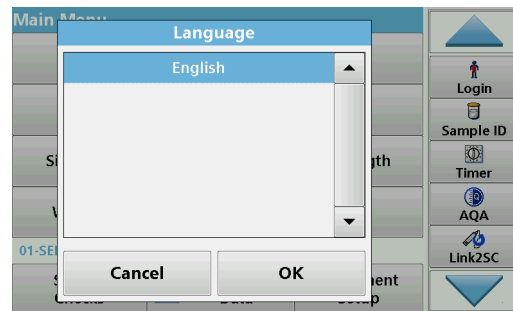 Main Menu
Language
English
Login
Sample ID
Timer
AQA
Link2SC
Cancel
OK